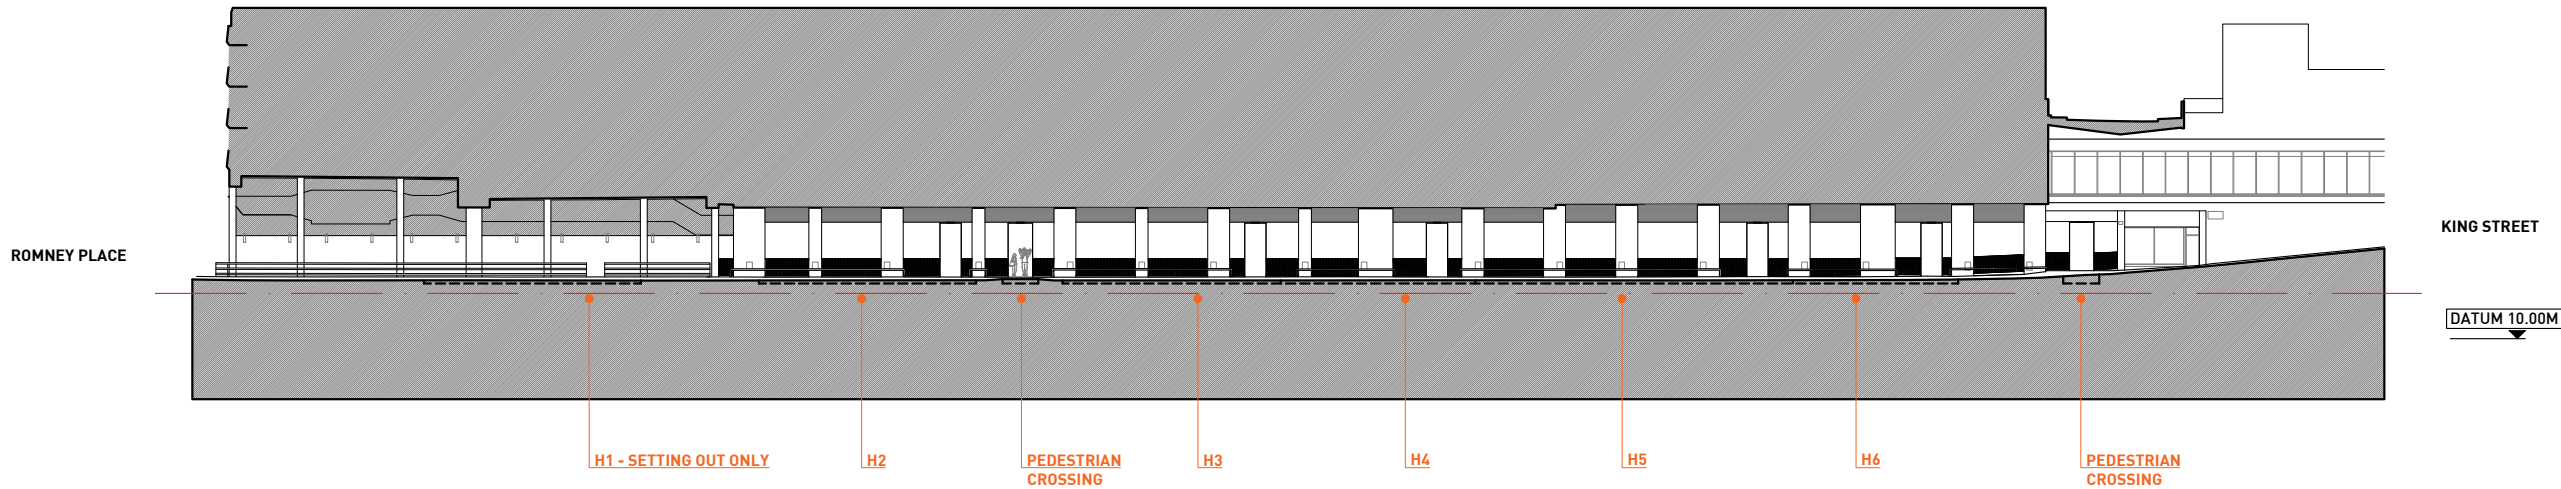 ROMNEY PLACE
KING STREET
DATUM 10.00M
H1 - SETTING OUT ONLY
H2
PEDESTRIAN
CROSSING
H3
H4
H5
H6
PEDESTRIAN
CROSSING